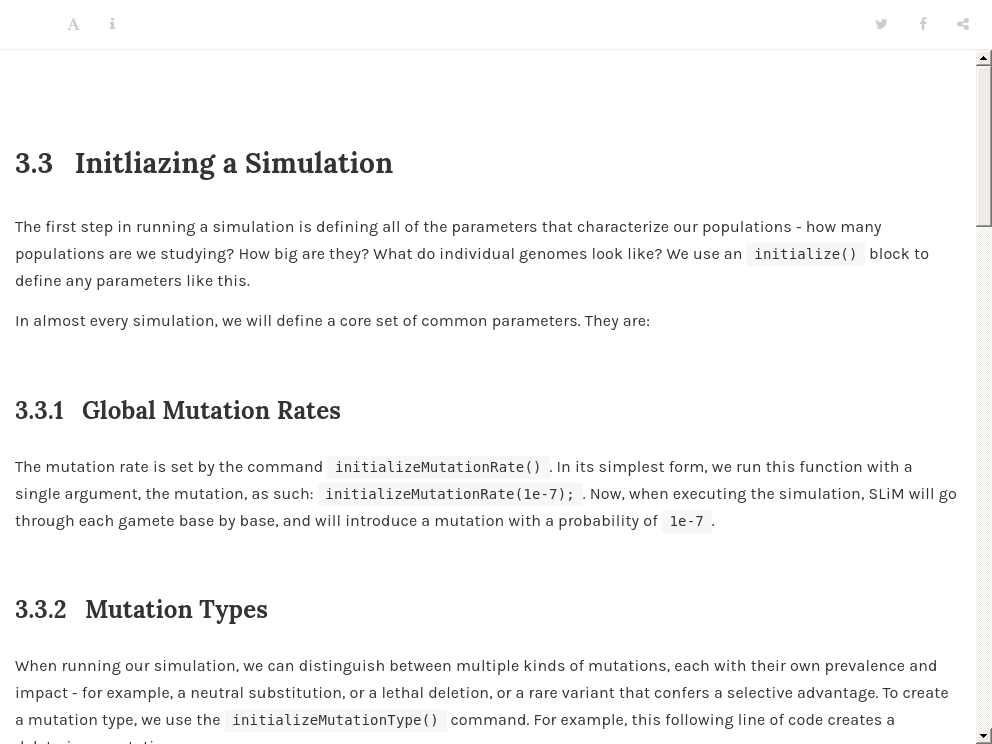 3.3 Initliazing a Simulation
The first step in running a simulation is defining all of the parameters that characterize our populations - how many
populations are we studying? How big are they? What do individual genomes look like? We use an initialize() block to
define any parameters like this.
In almost every simulation, we will define a core set of common parameters. They are:
3.3.1 Global Mutation Rates
The mutation rate is set by the command initializeMutationRate() . In its simplest form, we run this function with a
single argument, the mutation, as such: initializeMutationRate(1e-7); . Now, when executing the simulation, SLiM will go
through each gamete base by base, and will introduce a mutation with a probability of 1e-7 .
3.3.2 Mutation Types
When running our simulation, we can distinguish between multiple kinds of mutations, each with their own prevalence and
impact - for example, a neutral substitution, or a lethal deletion, or a rare variant that confers a selective advantage. To create
a mutation type, we use the initializeMutationType() command. For example, this following line of code creates a